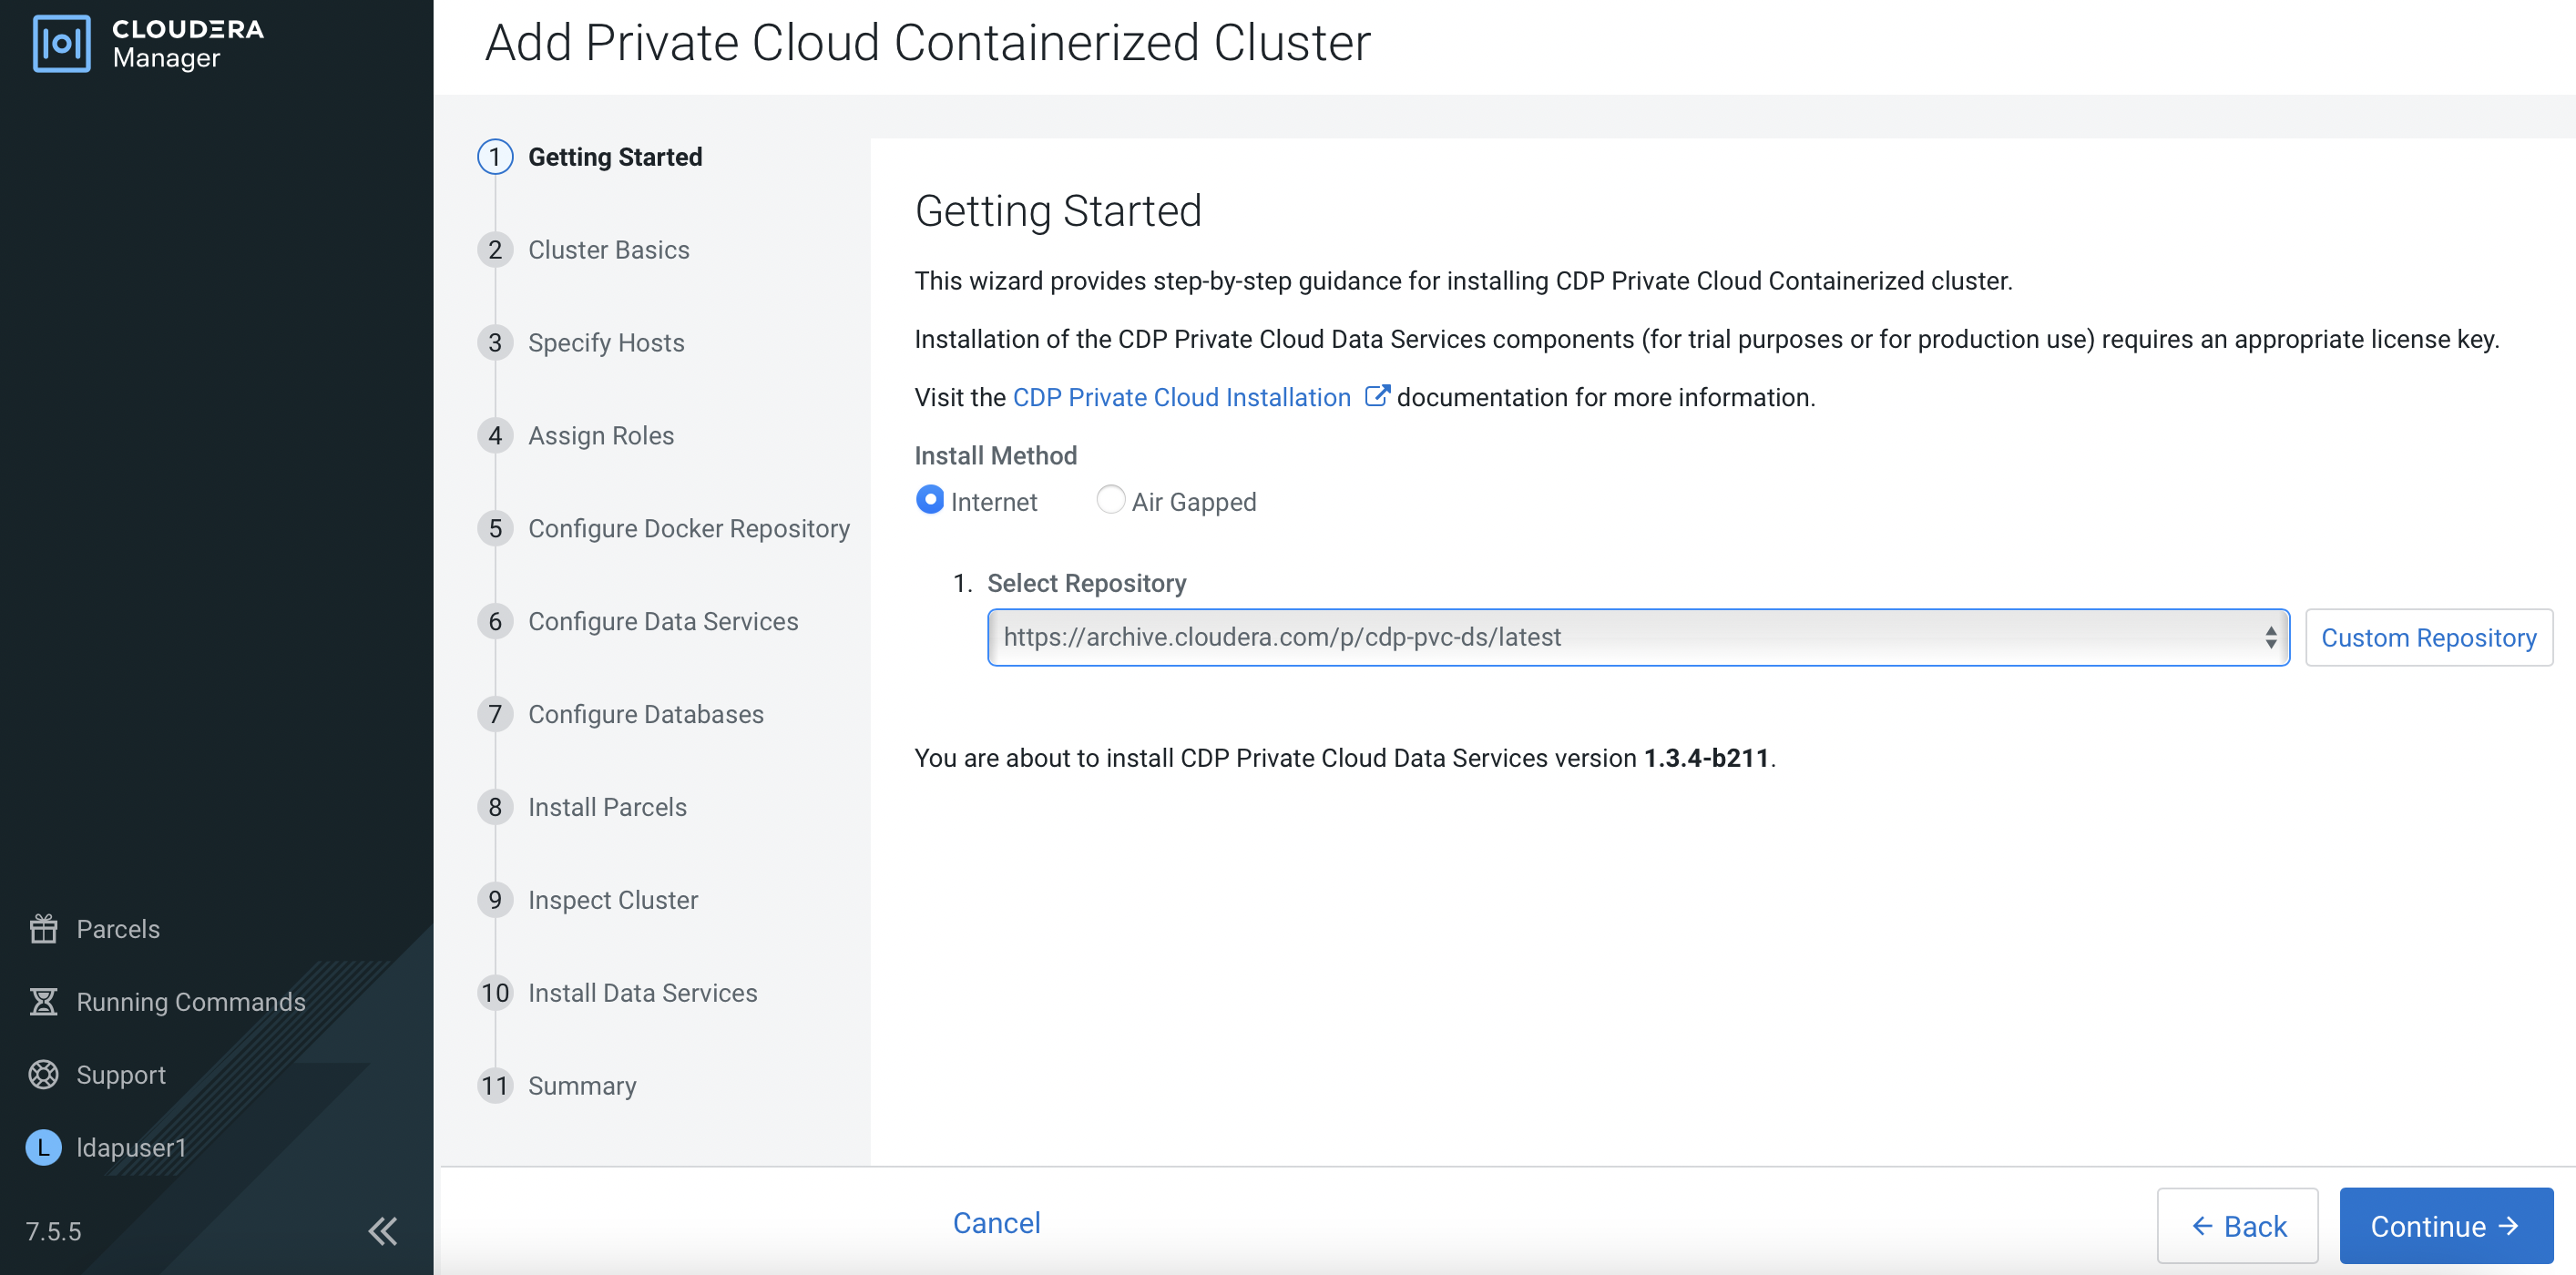 CLOUDERA
Manager
Add Private Cloud Containerized Cluster
1 Getting Started
2 Cluster Basics
3 Specify Hosts
4 Assign Roles
5 Configure Docker Repository
6 Configure Data Services
7 Configure Databases
8 Install Parcels
9 Inspect Cluster
10 Install Data Services
11 Summary
Getting Started
This wizard provides step-by-step guidance for installing CDP Private Cloud Containerized cluster.
Installation of the CDP Private Cloud Data Services components (for trial purposes or for production use) requires an appropriate license key.
Visit the CDP Private Cloud Installation documentation for more information.
Install Method
Internet Air Gapped
1. Select Repository
https://archive.cloudera.com/p/cdp-pvc-ds/latest Custom Repository
You are about to install CDP Private Cloud Data Services version 1.3.4-b211.
Parcels
Running Commands
Support
L ldapuser1
7.5.5
Cancel
← Back
Continue →